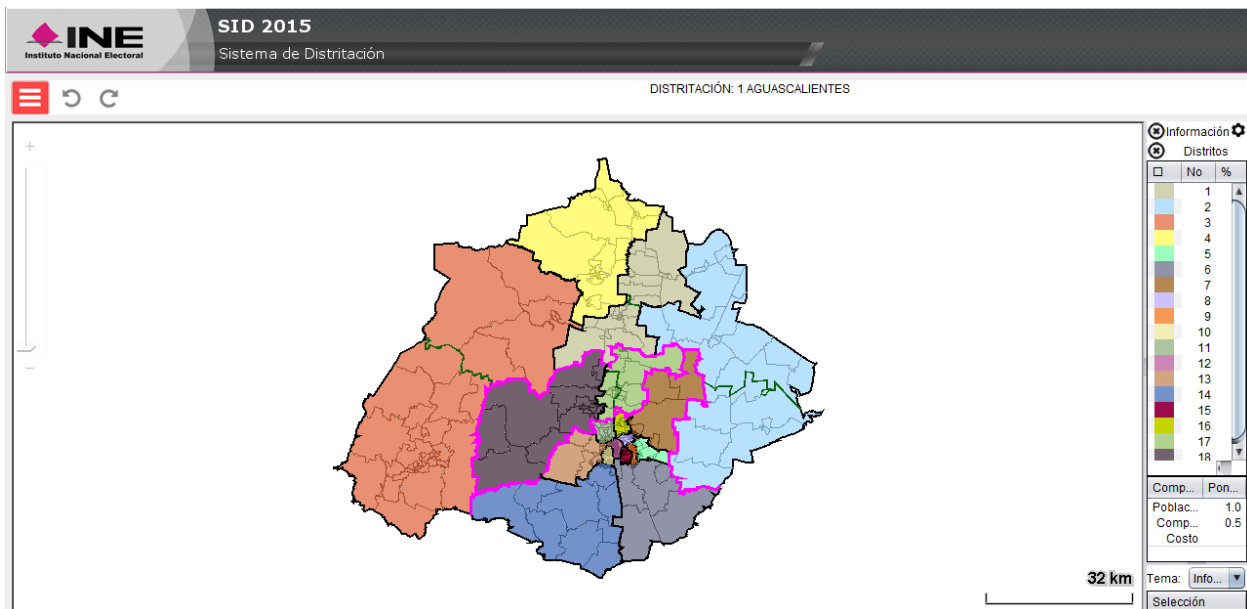 INE
Instituto Nacional Electoral
SID 2015
Sistema de Distritación
DISTRITACIÓN: 1 AGUASCALIENTES
Información
Distritos
No %
1
2
3
4
5
6
7
8
9
10
11
12
13
14
15
16
17
18
Comp... Pon...
Poblac... 1.0
Comp... 0.5
Costo
32 km
Tema: Info...
Selección